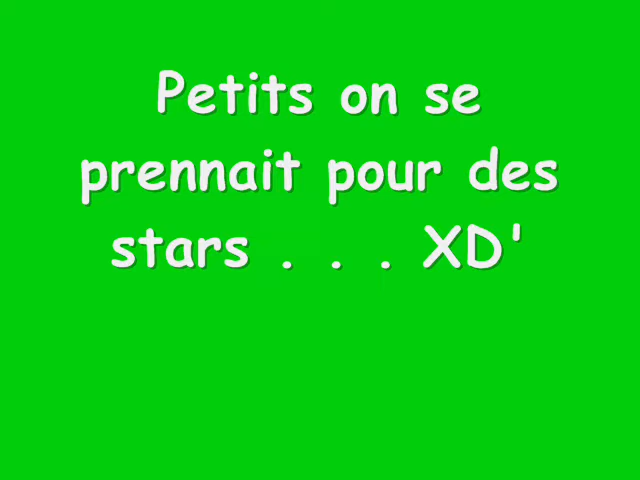 Petits on se
prennait pour des
stars . . . XD'